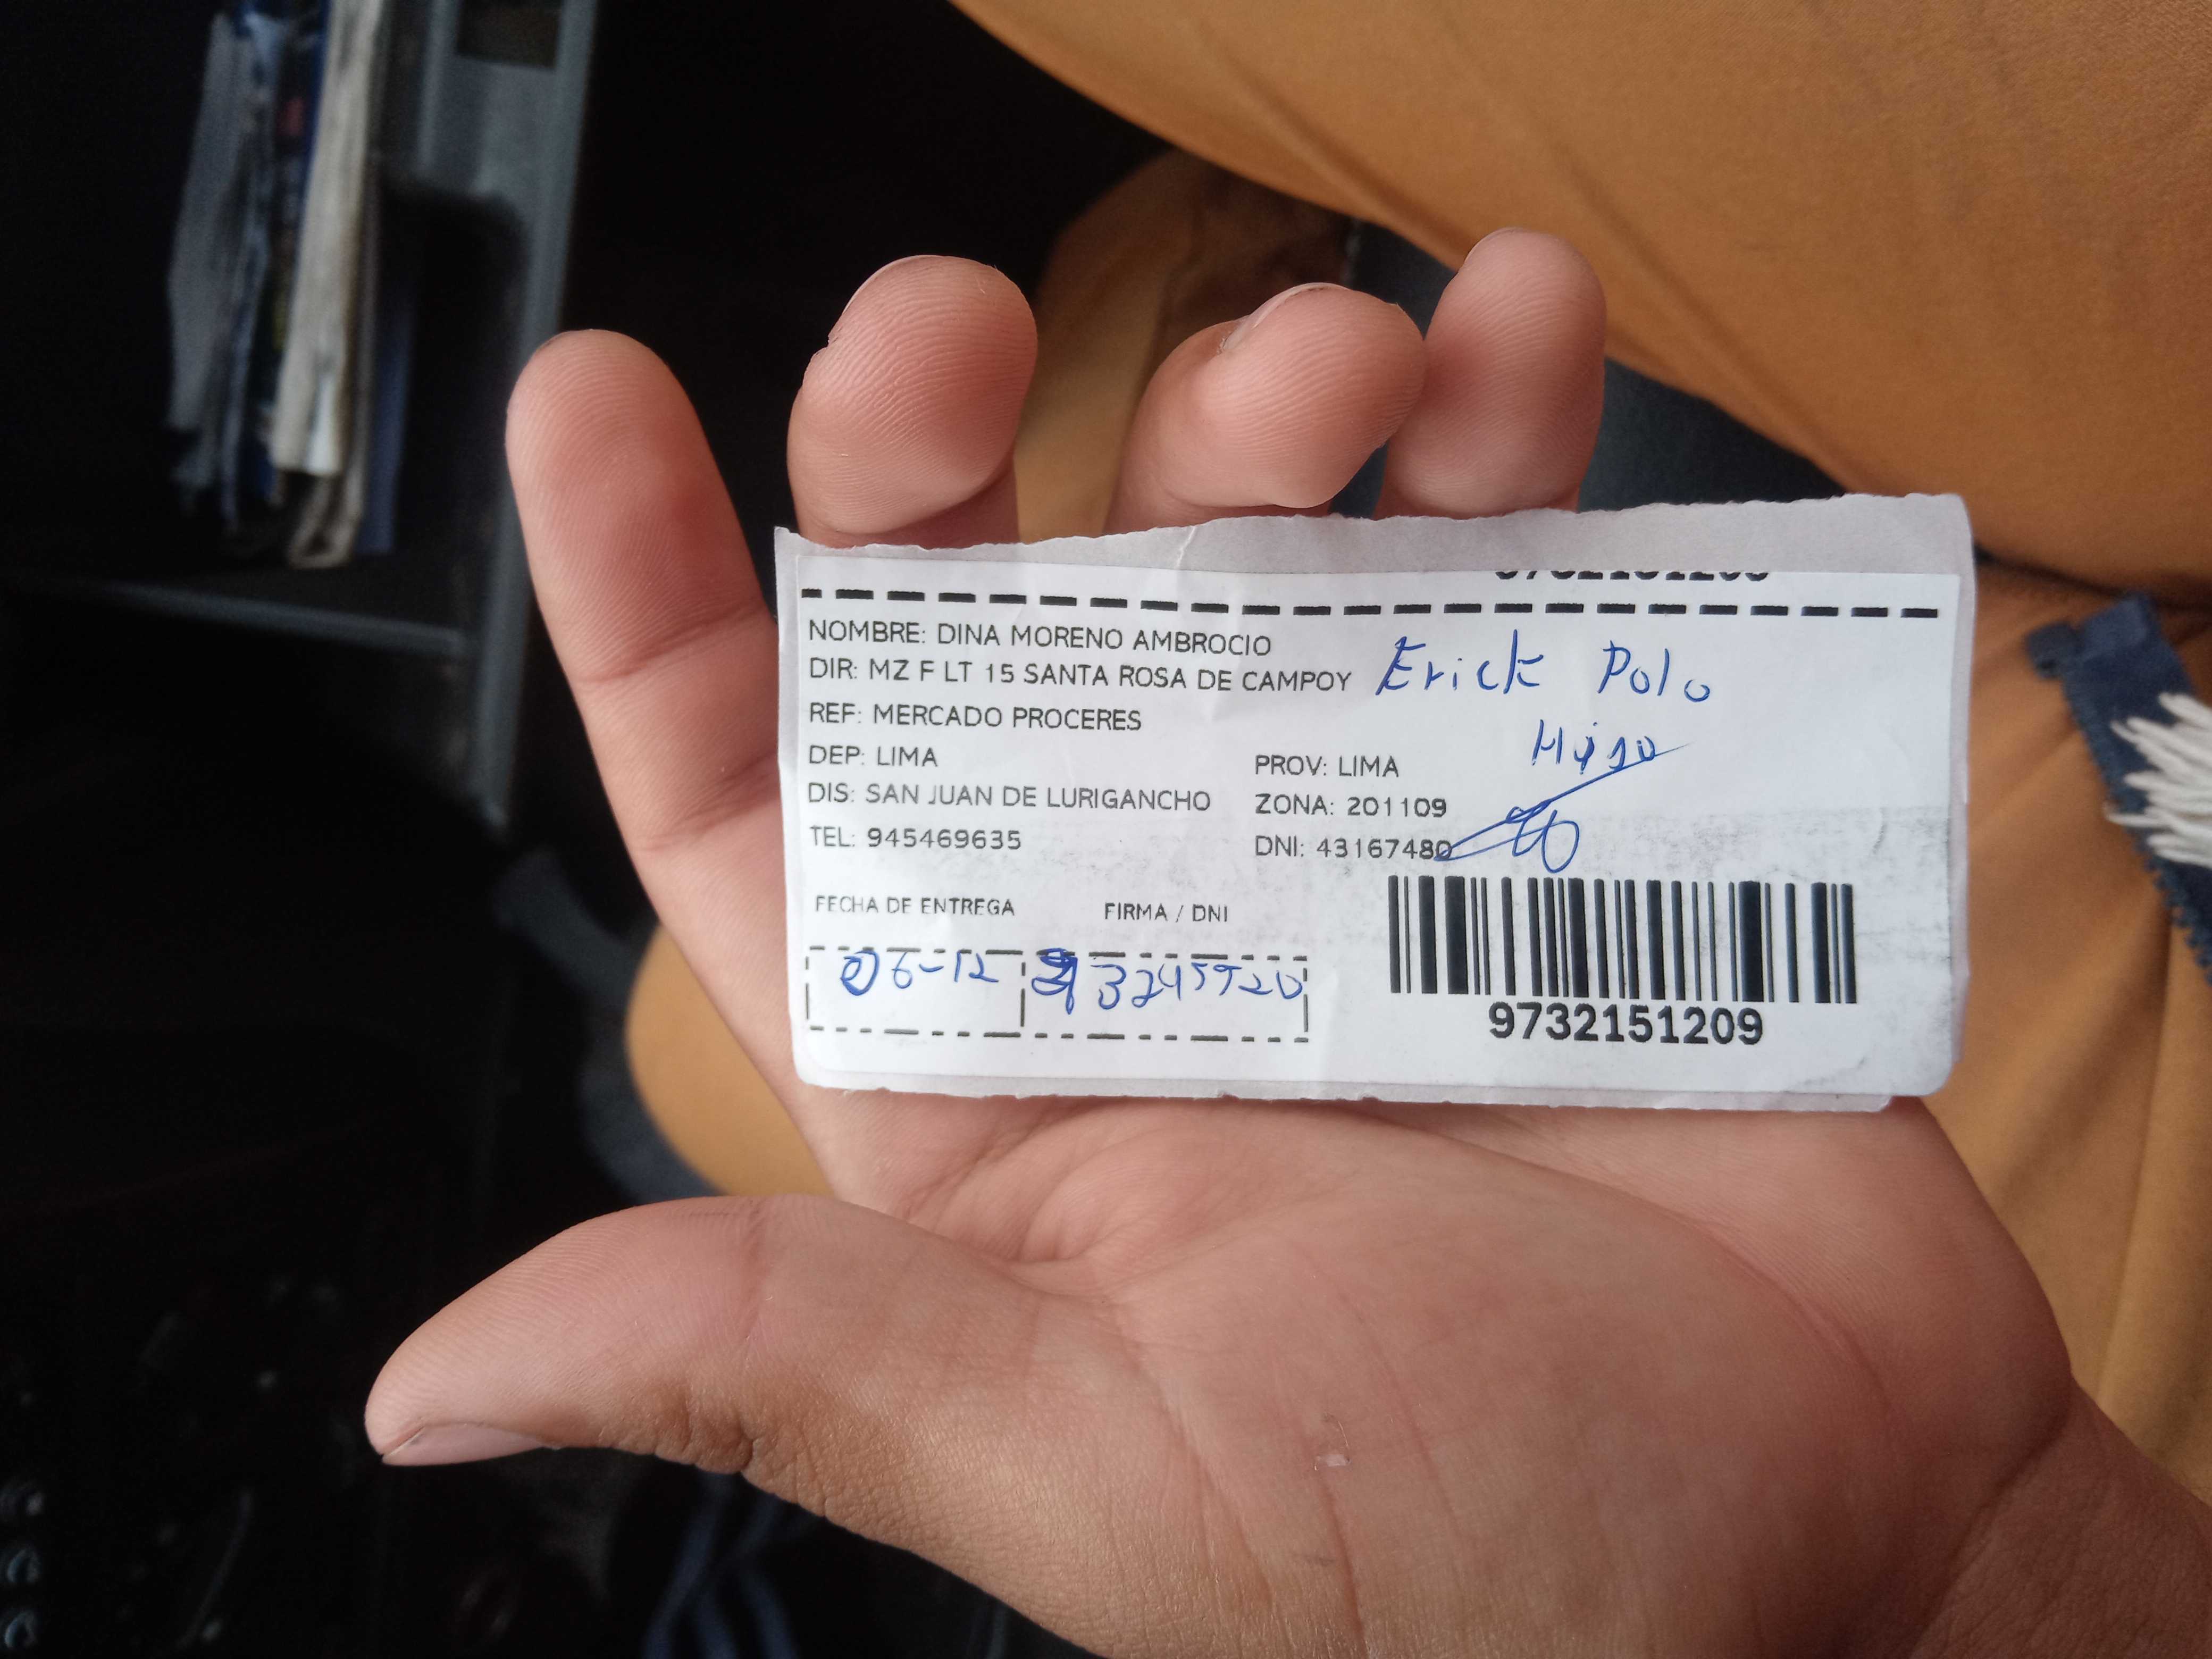 9732151209
NOMBRE: DINA MORENO AMBROCIO
DIR: MZ F LT 15 SANTA ROSA DE CAMPOY
Erick Polo
REF: MERCADO PROCERES
DEP: LIMA
PROV: LIMA
DIS: SAN JUAN DE LURIGANCHO
ZONA: 201109
TEL: 945469635
DNI: 43167480
FECHA DE ENTREGA
FIRMA / DNI
06-12
9732151209